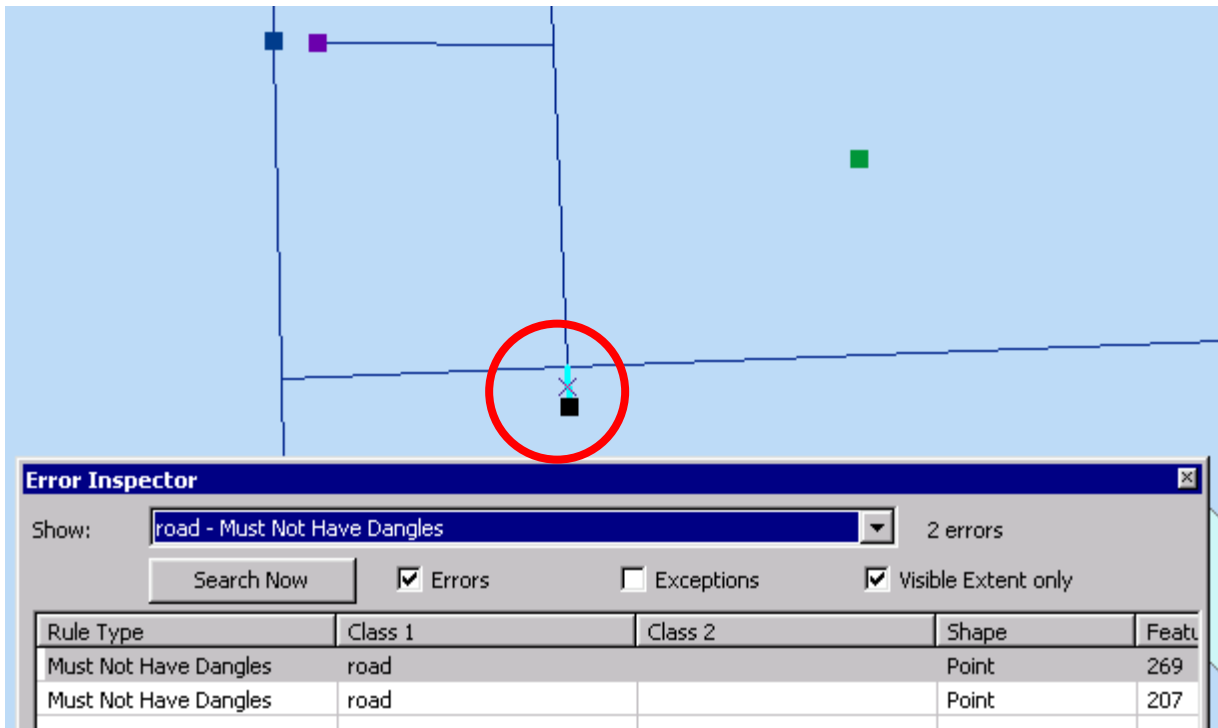 Error Inspector
Show: road - Must Not Have Dangles 2 errors
Search Now Errors Exceptions Visible Extent only
Rule Type Class 1 Class 2 Shape Featu
Must Not Have Dangles road Point 269
Must Not Have Dangles road Point 207